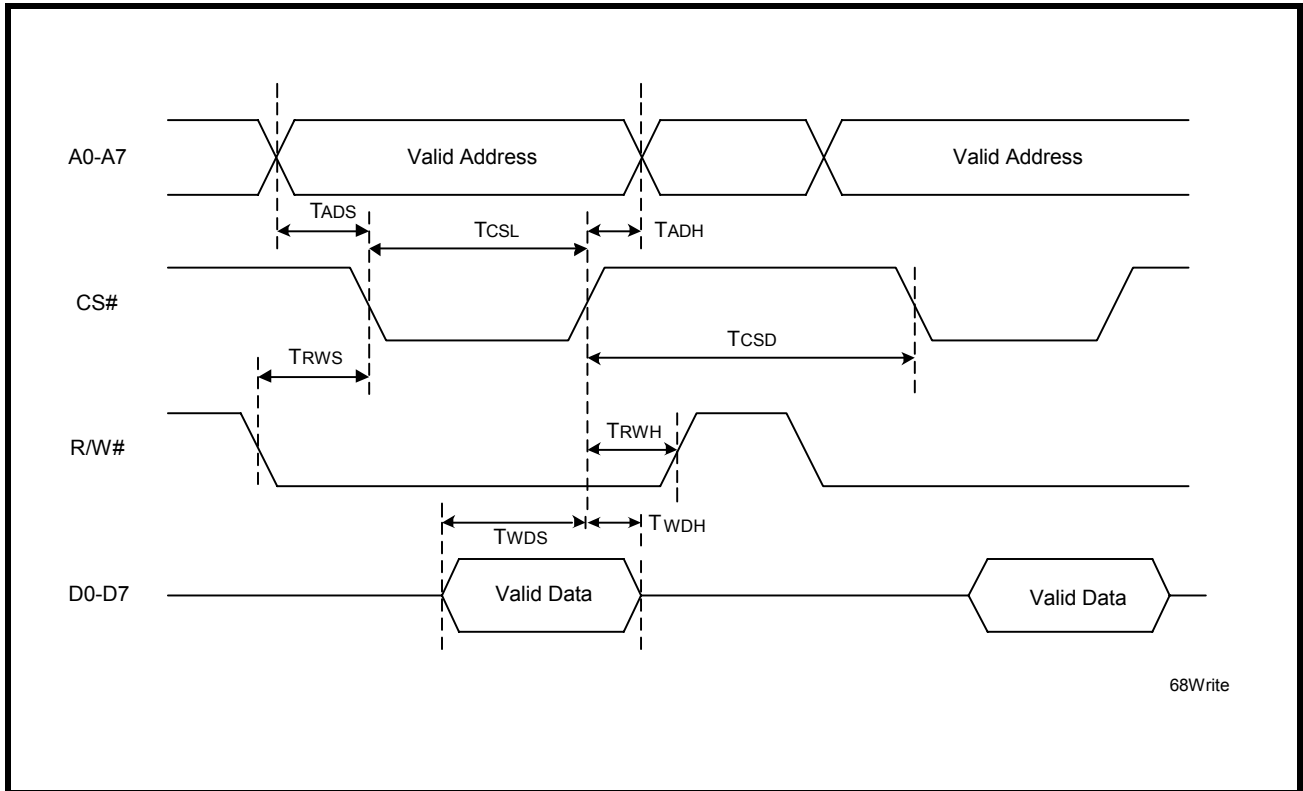 A0-A7
Valid Address
Valid Address
TADS
TCSL
TADH
CS#
TCSD
TRWS
TRWH
R/W#
TWDS
TWDH
D0-D7
Valid Data
Valid Data
68Write